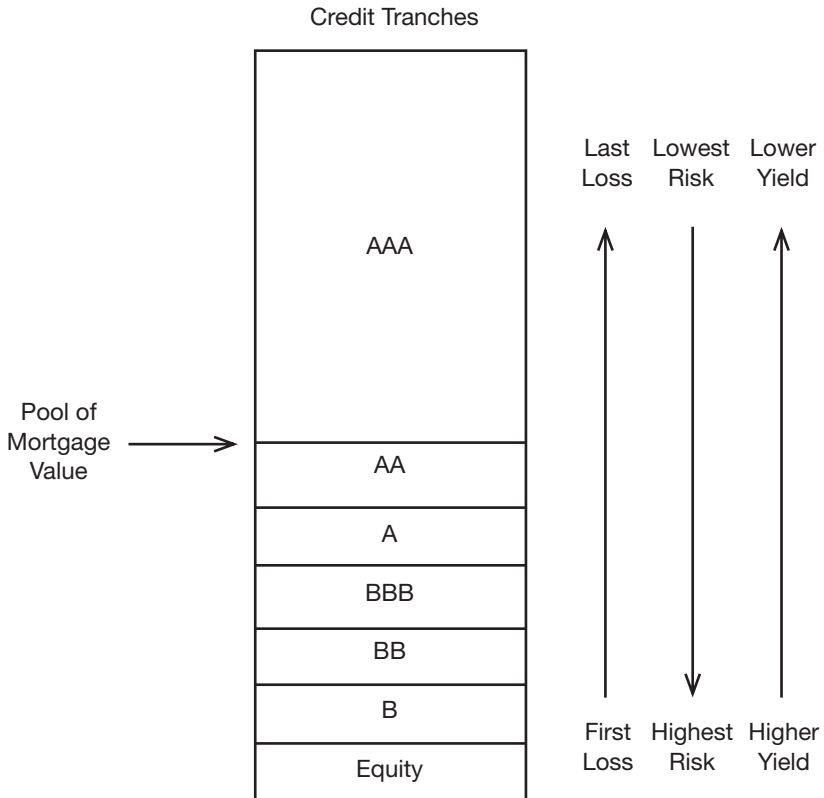 Credit Tranches
Last Loss
Lowest Risk
Lower Yield
AAA
Pool of
Mortgage
Value
AA
A
BBB
BB
B
Equity
First Loss
Highest Risk
Higher Yield